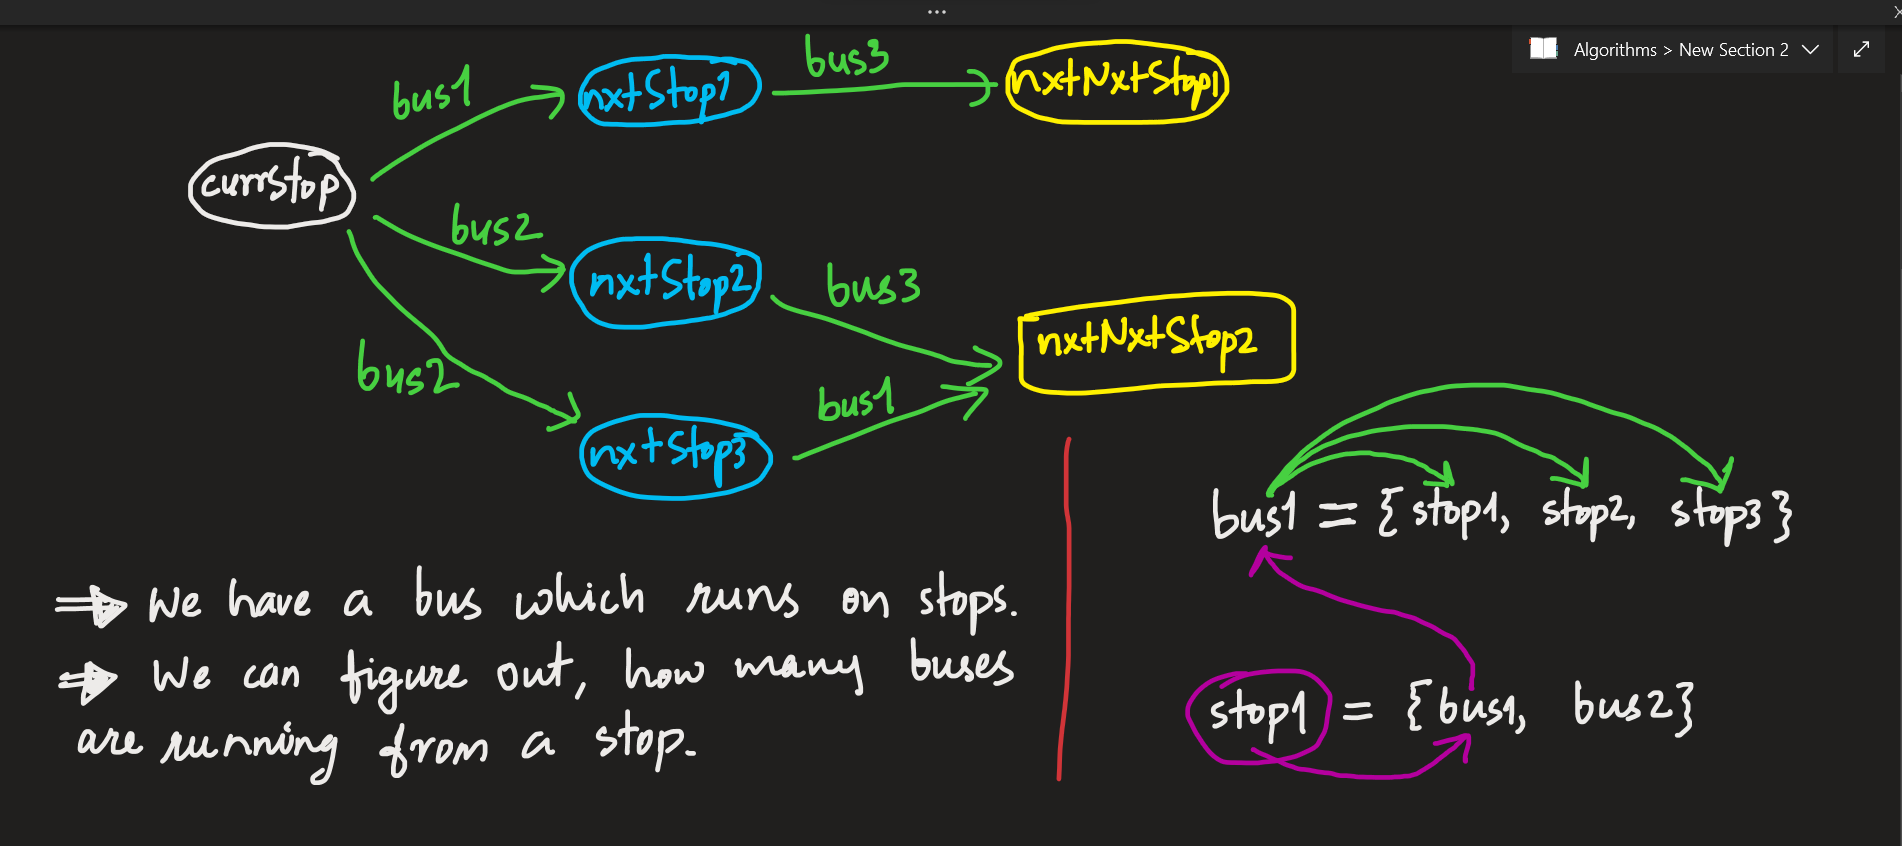 ...
Algorithms > New Section 2
bus1
nxtStop1
bus3
nxtNxtStop1
currStop
bus2
nxtStop2
bus3
nxtNxtStop2
bus2
nxtStop3
bus1
⇒ We have a bus which runs on stops.
⇒ We can figure out, how many buses
are running from a stop.
bus1 = {stop1, stop2, stop3}
stop1 = {bus1, bus2}